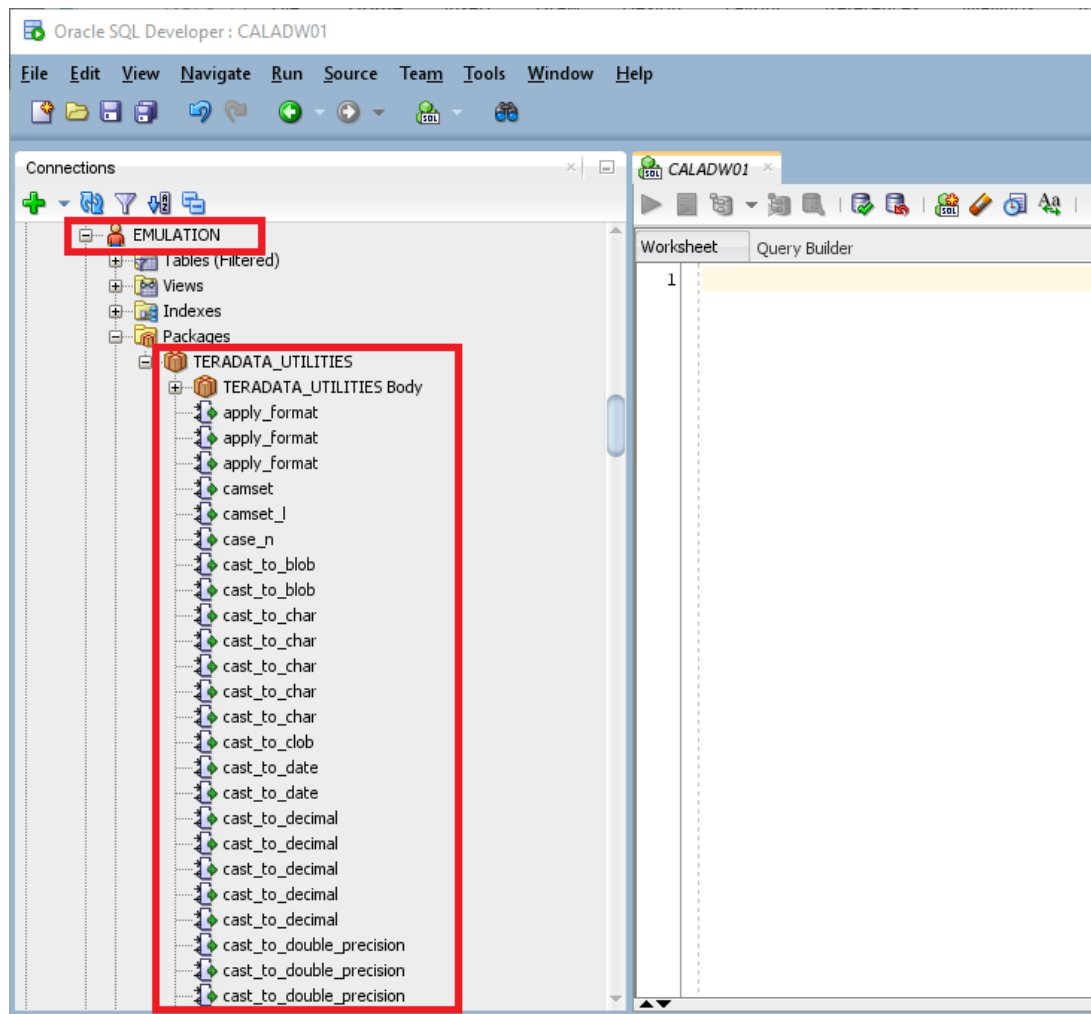 Oracle SQL Developer : CALADW01
File Edit View Navigate Run Source Team Tools Window Help
SQL
Connections
CALADW01
EMULATION
Tables (Filtered)
Views
Indexes
Packages
TERADATA_UTILITIES
TERADATA_UTILITIES Body
apply_format
apply_format
apply_format
camset
camset_l
case_n
cast_to_blob
cast_to_blob
cast_to_char
cast_to_char
cast_to_char
cast_to_char
cast_to_char
cast_to_clob
cast_to_date
cast_to_date
cast_to_decimal
cast_to_decimal
cast_to_decimal
cast_to_decimal
cast_to_decimal
cast_to_double_precision
cast_to_double_precision
cast_to_double_precision
Worksheet Query Builder
1